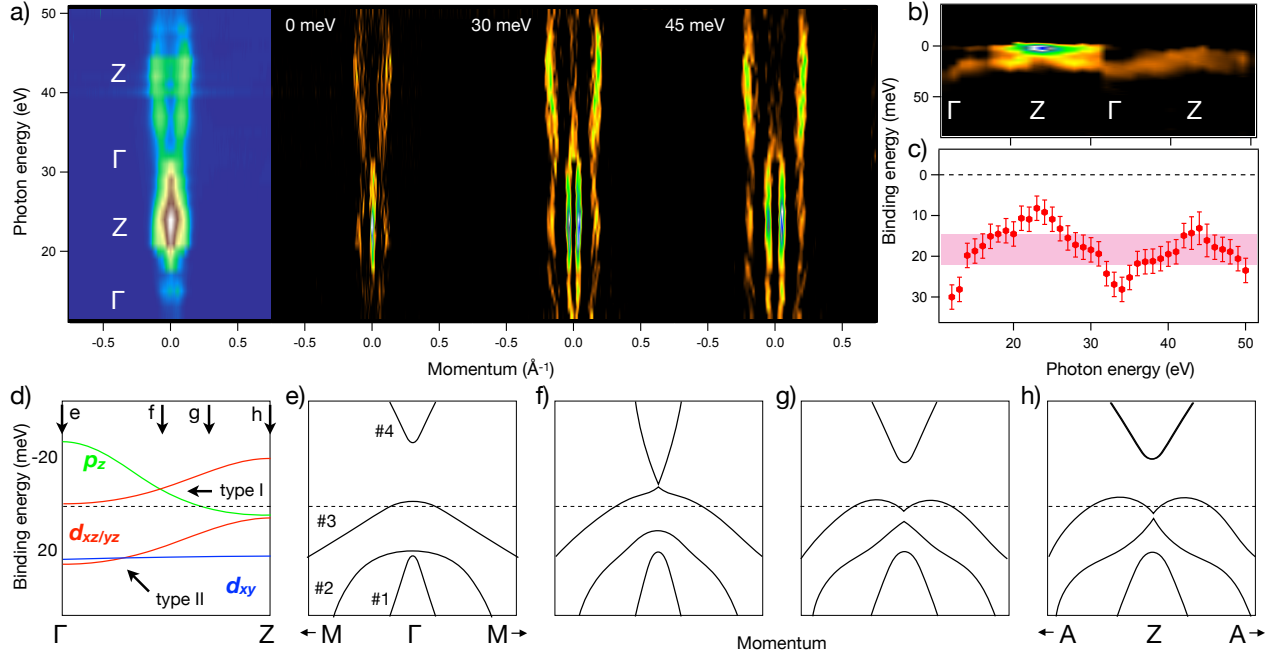 a)
0 meV
30 meV
45 meV
50
40
30
20
Photon energy (eV)
Z
Γ
Z
Γ
-0.5
0.0
0.5
-0.5
0.0
0.5
-0.5
0.0
0.5
-0.5
0.0
0.5
Momentum (Å-1)
b)
0
50
Γ
Z
Γ
Z
Binding energy (meV)
c)
0
10
20
30
20
30
40
50
Photon energy (eV)
d)
e
f
g
h
-20
20
Binding energy (meV)
pz
type I
dxz/yz
dxy
type II
Γ
Z
e)
#4
#3
#2
#1
M
Γ
M
f)
g)
h)
A
Z
A
Momentum